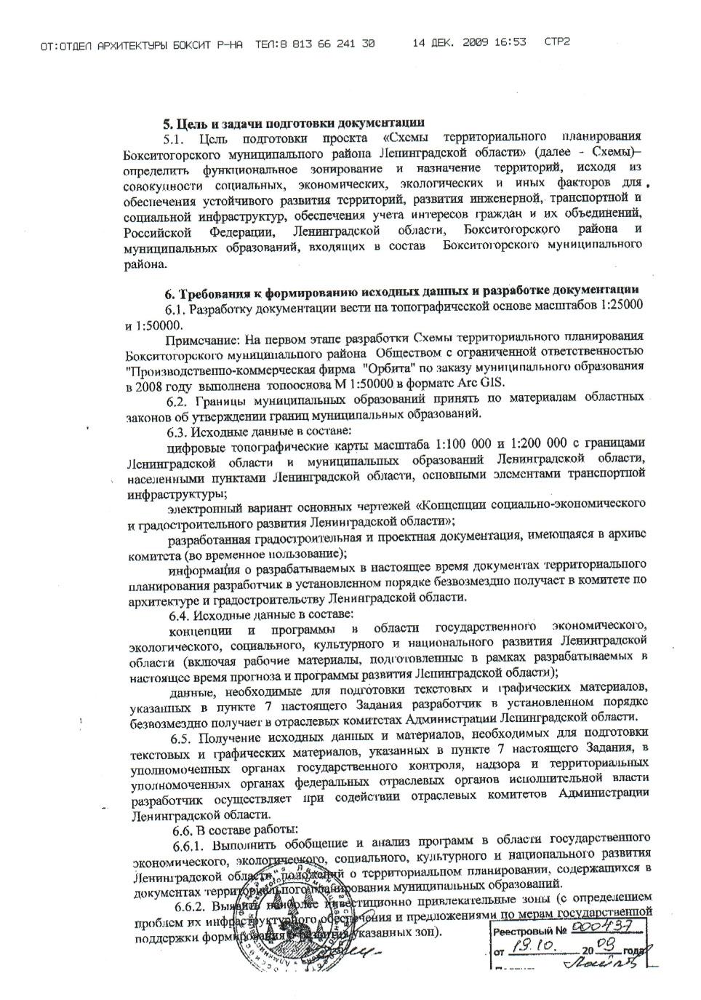 ОТ:ОТДЕЛ АРХИТЕКТУРЫ БОКСИТ Р-НА ТЕЛ:8 813 66 241 30 14 ДЕК. 2009 16:53 СТР2
5. Цель и задачи подготовки документации
5.1. Цель подготовки проекта «Схемы территориального планирования
Бокситогорского муниципального района Ленинградской области» (далее - Схемы)–
определить функциональное зонирование и назначение территорий, исходя из
совокупности социальных, экономических, экологических и иных факторов для
обеспечения устойчивого развития территорий, развития инженерной, транспортной и
социальной инфраструктур, обеспечения учета интересов граждан и их объединений,
Российской Федерации, Ленинградской области, Бокситогорского района и
муниципальных образований, входящих в состав Бокситогорского муниципального
района.
6. Требования к формированию исходных данных и разработке документации
6.1. Разработку документации вести на топографической основе масштабов 1:25000
и 1:50000.
Примечание: На первом этапе разработки Схемы территориального планирования
Бокситогорского муниципального района Обществом с ограниченной ответственностью
"Производственно-коммерческая фирма "Орбита" по заказу муниципального образования
в 2008 году выполнена топооснова М 1:50000 в формате Arc GIS.
6.2. Границы муниципальных образований принять по материалам областных
законов об утверждении границ муниципальных образований.
6.3. Исходные данные в составе:
цифровые топографические карты масштаба 1:100 000 и 1:200 000 с границами
Ленинградской области и муниципальных образований Ленинградской области,
населенными пунктами Ленинградской области, основными элементами транспортной
инфраструктуры;
электронный вариант основных чертежей «Концепции социально-экономического
и градостроительного развития Ленинградской области»;
разработанная градостроительная и проектная документация, имеющаяся в архиве
комитета (во временное пользование);
информация о разрабатываемых в настоящее время документах территориального
планирования разработчик в установленном порядке безвозмездно получает в комитете по
архитектуре и градостроительству Ленинградской области.
6.4. Исходные данные в составе:
концепции и программы в области государственного экономического,
экологического, социального, культурного и национального развития Ленинградской
области (включая рабочие материалы, подготовленные в рамках разрабатываемых в
настоящее время прогноза и программы развития Ленинградской области);
данные, необходимые для подготовки текстовых и графических материалов,
указанных в пункте 7 настоящего Задания разработчик в установленном порядке
безвозмездно получает в отраслевых комитетах Администрации Ленинградской области.
6.5. Получение исходных данных и материалов, необходимых для подготовки
текстовых и графических материалов, указанных в пункте 7 настоящего Задания, в
уполномоченных органах государственного контроля, надзора и территориальных
уполномоченных органах федеральных отраслевых органов исполнительной власти
разработчик осуществляет при содействии отраслевых комитетов Администрации
Ленинградской области.
6.6. В составе работы:
6.6.1. Выполнить обобщение и анализ программ в области государственного
экономического, экологического, социального, культурного и национального развития
Ленинградской области, положений о территориальном планировании, содержащихся в
документах территориального планирования муниципальных образований.
6.6.2. Выявить наиболее инвестиционно привлекательные зоны (с определением
проблем их инфраструктурного обеспечения и предложениями по мерам государственной
поддержки формирования и развития указанных зон).
Реестровый № 000437
от 19.10. 20 09 года